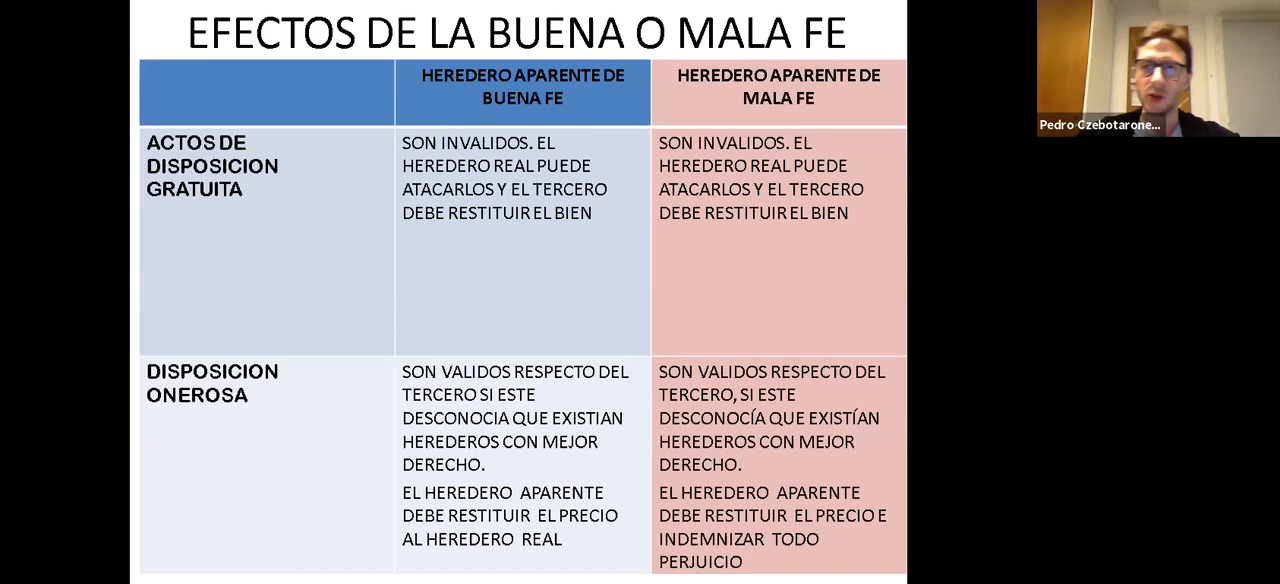 EFECTOS DE LA BUENA O MALA FE
HEREDERO APARENTE DE
BUENA FE
HEREDERO APARENTE DE
MALA FE
ACTOS DE
DISPOSICION
GRATUITA
SON INVALIDOS. EL
HEREDERO REAL PUEDE
ATACARLOS Y EL TERCERO
DEBE RESTITUIR EL BIEN
SON INVALIDOS. EL
HEREDERO REAL PUEDE
ATACARLOS Y EL TERCERO
DEBE RESTITUIR EL BIEN
DISPOSICION
ONEROSA
SON VALIDOS RESPECTO DEL
TERCERO SI ESTE
DESCONOCIA QUE EXISTIAN
HEREDEROS CON MEJOR
DERECHO.
EL HEREDERO APARENTE
DEBE RESTITUIR EL PRECIO
AL HEREDERO REAL
SON VALIDOS RESPECTO DEL
TERCERO, SI ESTE
DESCONOCÍA QUE EXISTÍAN
HEREDEROS CON MEJOR
DERECHO.
EL HEREDERO APARENTE
DEBE RESTITUIR EL PRECIO E
INDEMNIZAR TODO
PERJUICIO
Pedro Czebotarone...